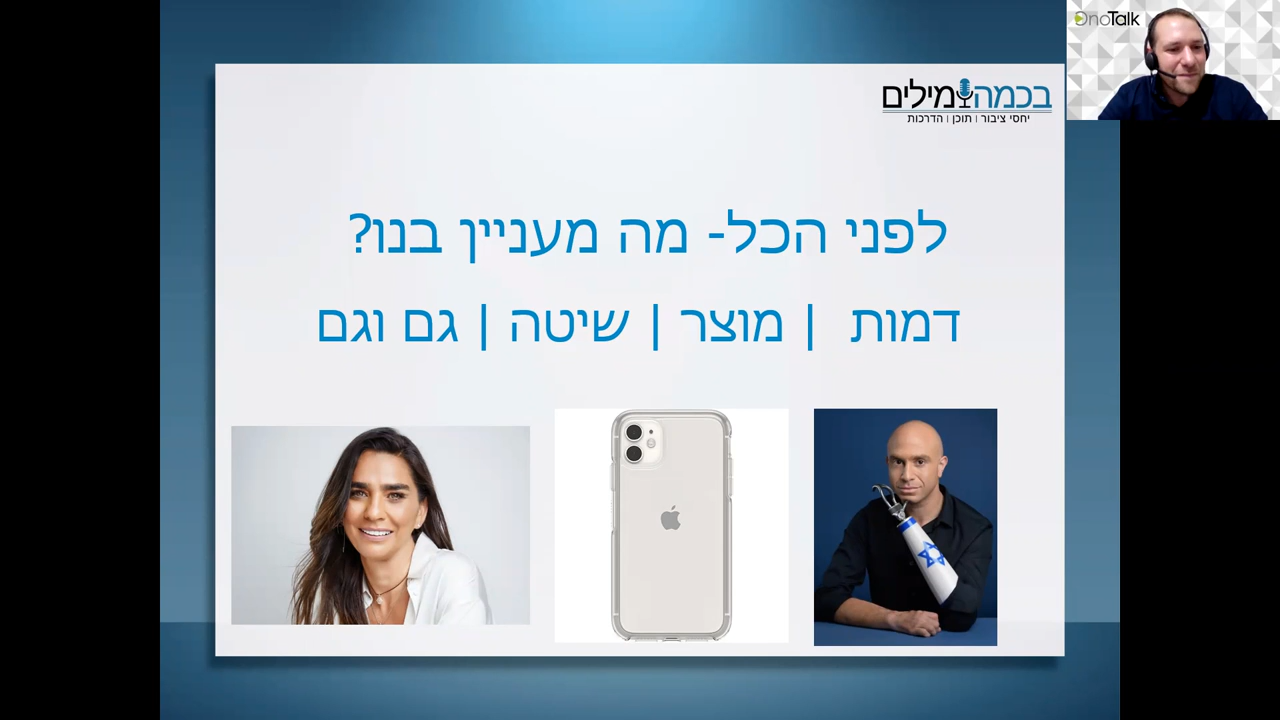 OnoTalk
בכמה מילים
יחסי ציבור | תוכן | הדרכות
לפני הכל- מה מעניין בנו?
דמות | מוצר | שיטה | גם וגם